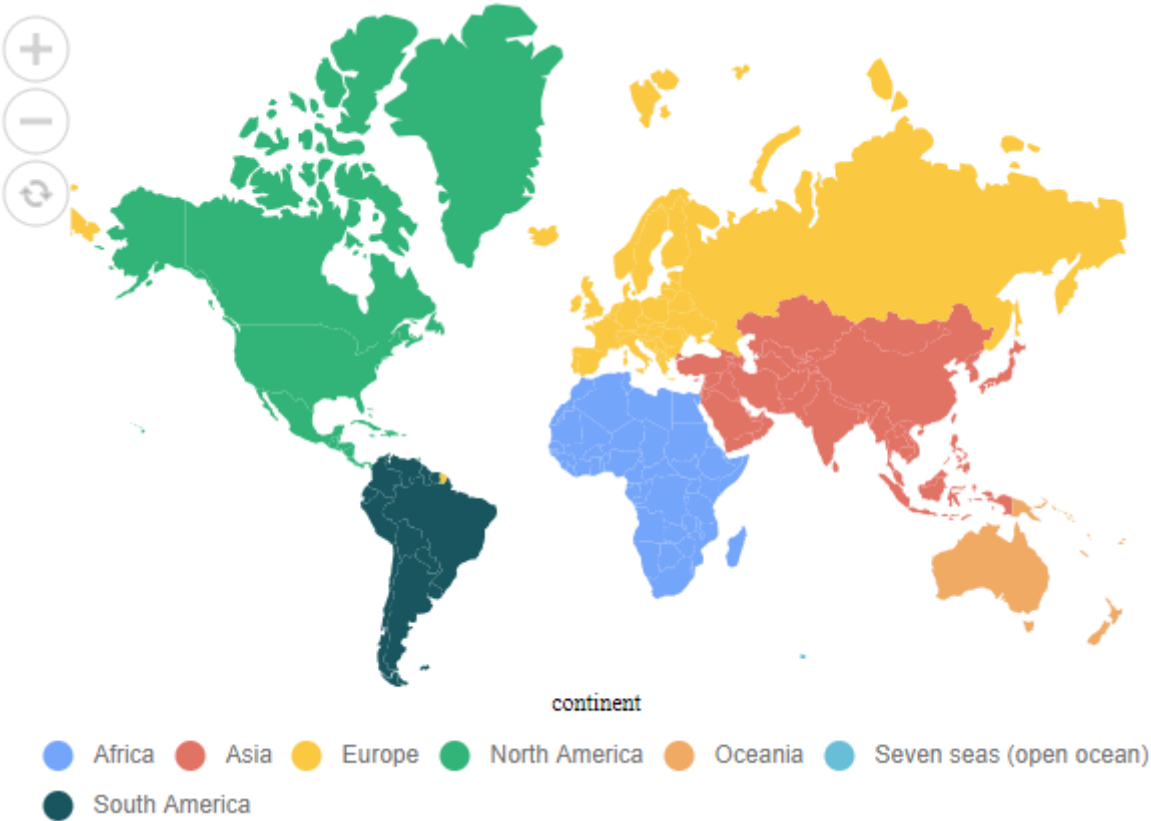 continent
Africa Asia Europe North America Oceania Seven seas (open ocean)
South America